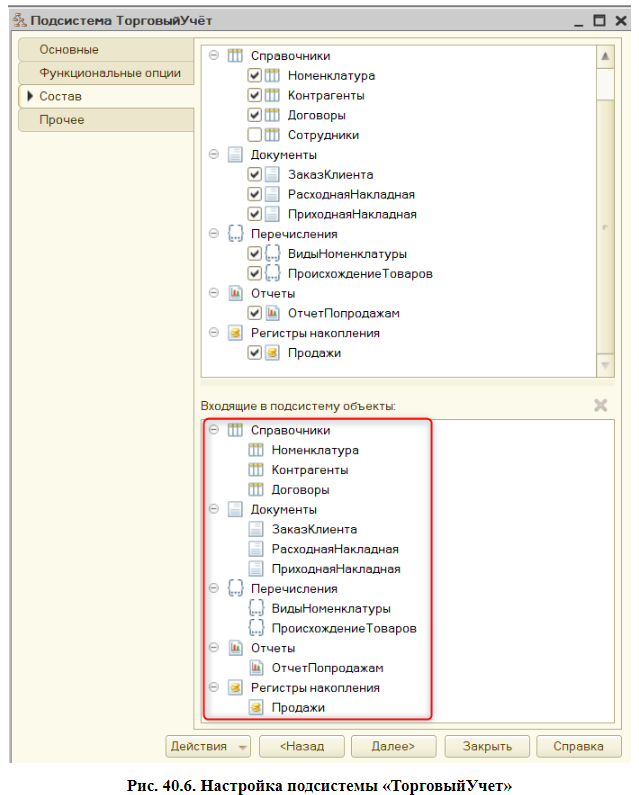 Подсистема ТорговыйУчёт
Основные
Функциональные опции
Состав
Прочее
Справочники
Номенклатура
Контрагенты
Договоры
Сотрудники
Документы
ЗаказКлиента
РасходнаяНакладная
ПриходнаяНакладная
Перечисления
ВидыНоменклатуры
ПроисхождениеТоваров
Отчеты
ОтчетПопродажам
Регистры накопления
Продажи
Входящие в подсистему объекты:
Справочники
Номенклатура
Контрагенты
Договоры
Документы
ЗаказКлиента
РасходнаяНакладная
ПриходнаяНакладная
Перечисления
ВидыНоменклатуры
ПроисхождениеТоваров
Отчеты
ОтчетПопродажам
Регистры накопления
Продажи
Действия <Назад Далее> Закрыть Справка
Рис. 40.6. Настройка подсистемы «ТорговыйУчет»